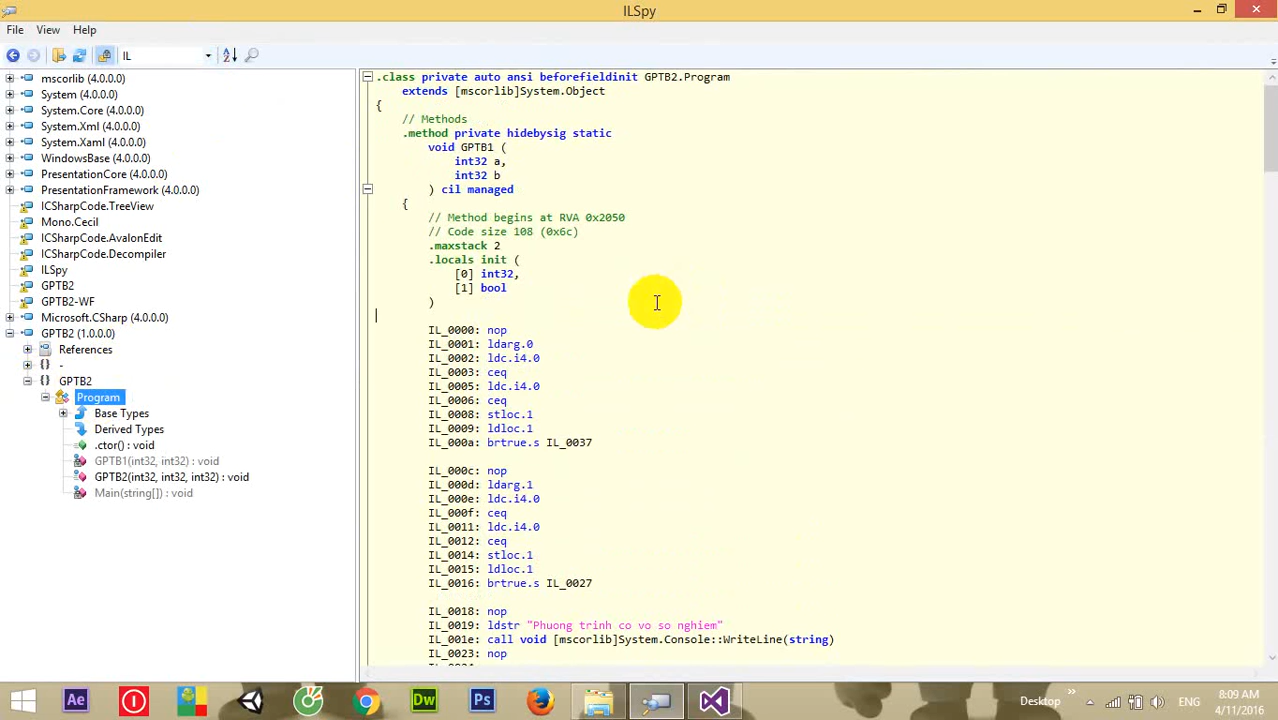 ILSpy
File View Help
IL
mscorlib (4.0.0.0)
System (4.0.0.0)
System.Core (4.0.0.0)
System.Xml (4.0.0.0)
System.Xaml (4.0.0.0)
WindowsBase (4.0.0.0)
PresentationCore (4.0.0.0)
PresentationFramework (4.0.0.0)
ICSharpCode.TreeView
Mono.Cecil
ICSharpCode.AvalonEdit
ICSharpCode.Decompiler
ILSpy
GPTB2
GPTB2-WF
Microsoft.CSharp (4.0.0.0)
GPTB2 (1.0.0.0)
References
{} -
{} GPTB2
Program
Base Types
Derived Types
.ctor() : void
GPTB1(int32, int32) : void
GPTB2(int32, int32, int32) : void
Main(string[]) : void
.class private auto ansi beforefieldinit GPTB2.Program
extends [mscorlib]System.Object
{
// Methods
.method private hidebysig static
void GPTB1 (
int32 a,
int32 b
) cil managed
{
// Method begins at RVA 0x2050
// Code size 108 (0x6c)
.maxstack 2
.locals init (
[0] int32,
[1] bool
)
IL_0000: nop
IL_0001: ldarg.0
IL_0002: ldc.i4.0
IL_0003: ceq
IL_0005: ldc.i4.0
IL_0006: ceq
IL_0008: stloc.1
IL_0009: ldloc.1
IL_000a: brtrue.s IL_0037
IL_000c: nop
IL_000d: ldarg.1
IL_000e: ldc.i4.0
IL_000f: ceq
IL_0011: ldc.i4.0
IL_0012: ceq
IL_0014: stloc.1
IL_0015: ldloc.1
IL_0016: brtrue.s IL_0027
IL_0018: nop
IL_0019: ldstr "Phuong trinh co vo so nghiem"
IL_001e: call void [mscorlib]System.Console::WriteLine(string)
IL_0023: nop
Ae Dw Ps
Desktop » ENG 8:09 AM
4/11/2016